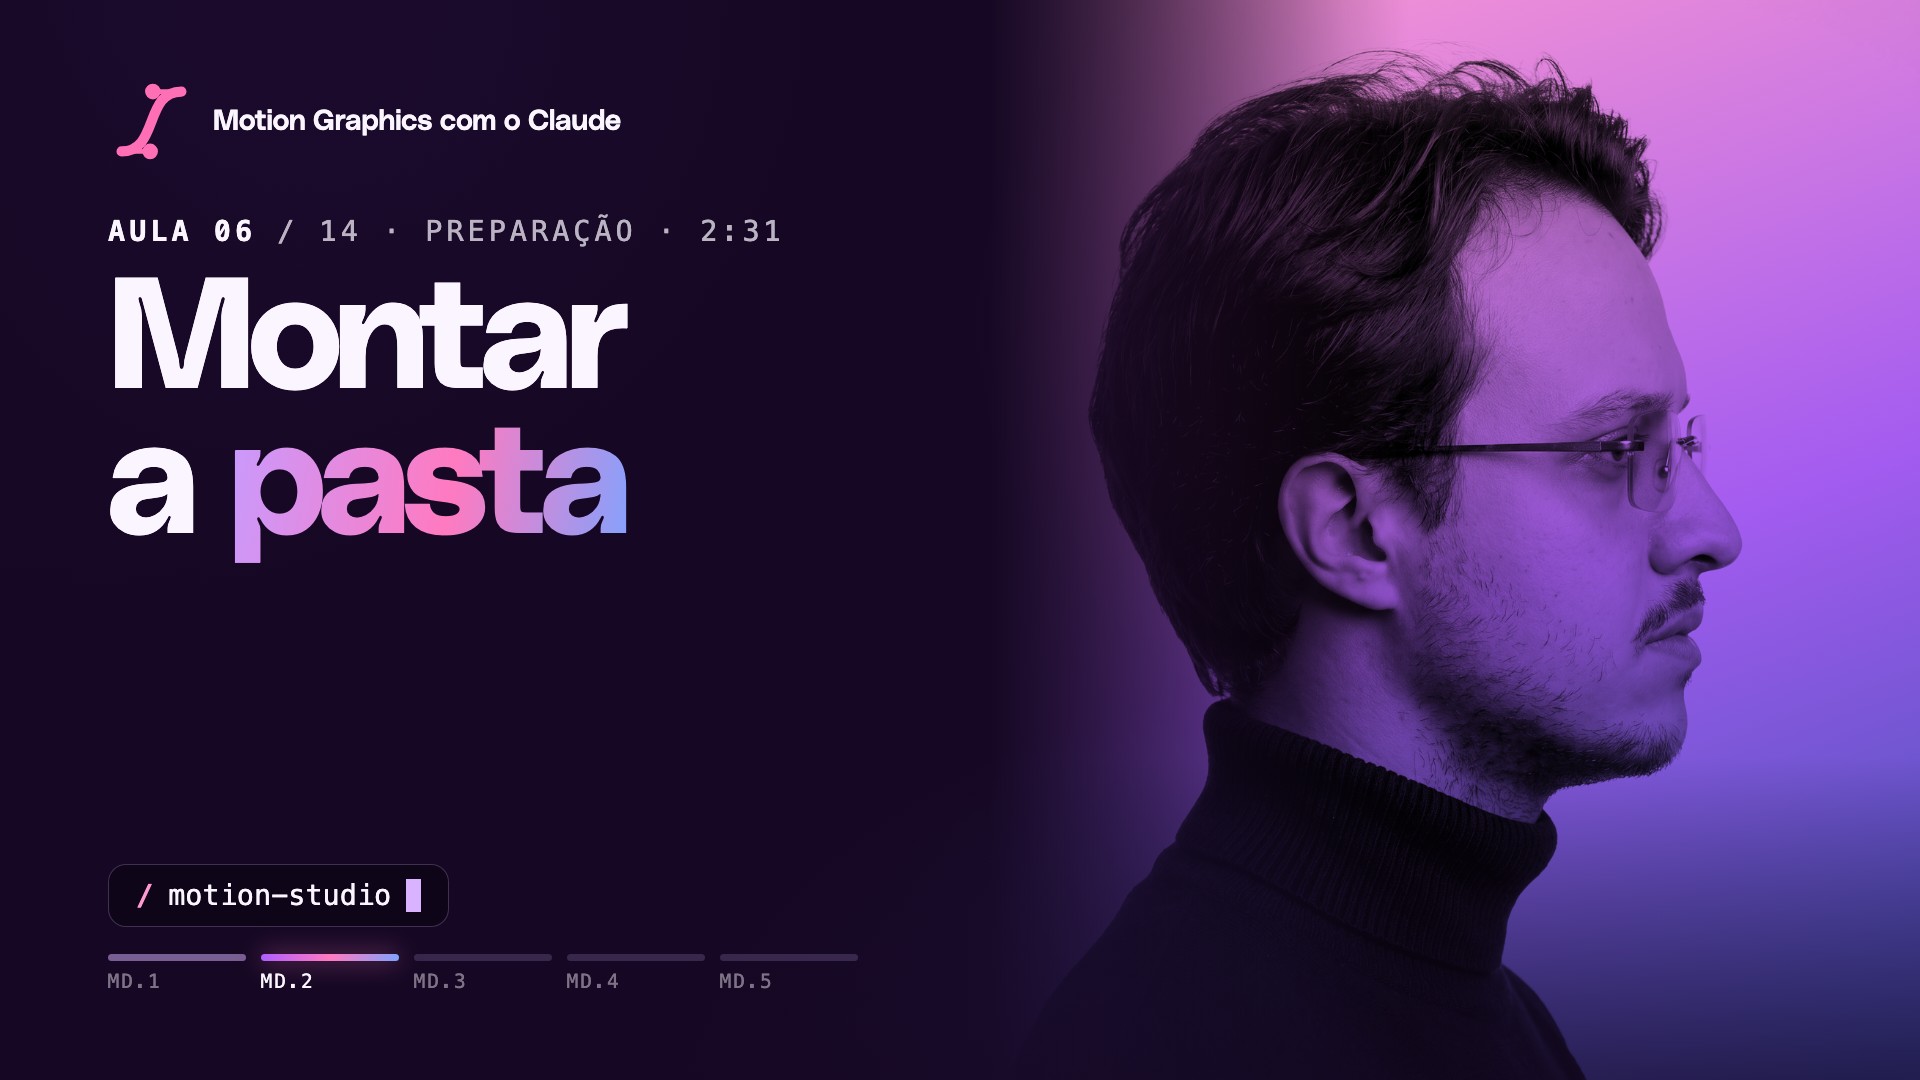 Motion Graphics com o Claude
AULA 06 / 14 · PREPARAÇÃO · 2:31
Montar
a pasta
/ motion-studio
MD.1 MD.2 MD.3 MD.4 MD.5